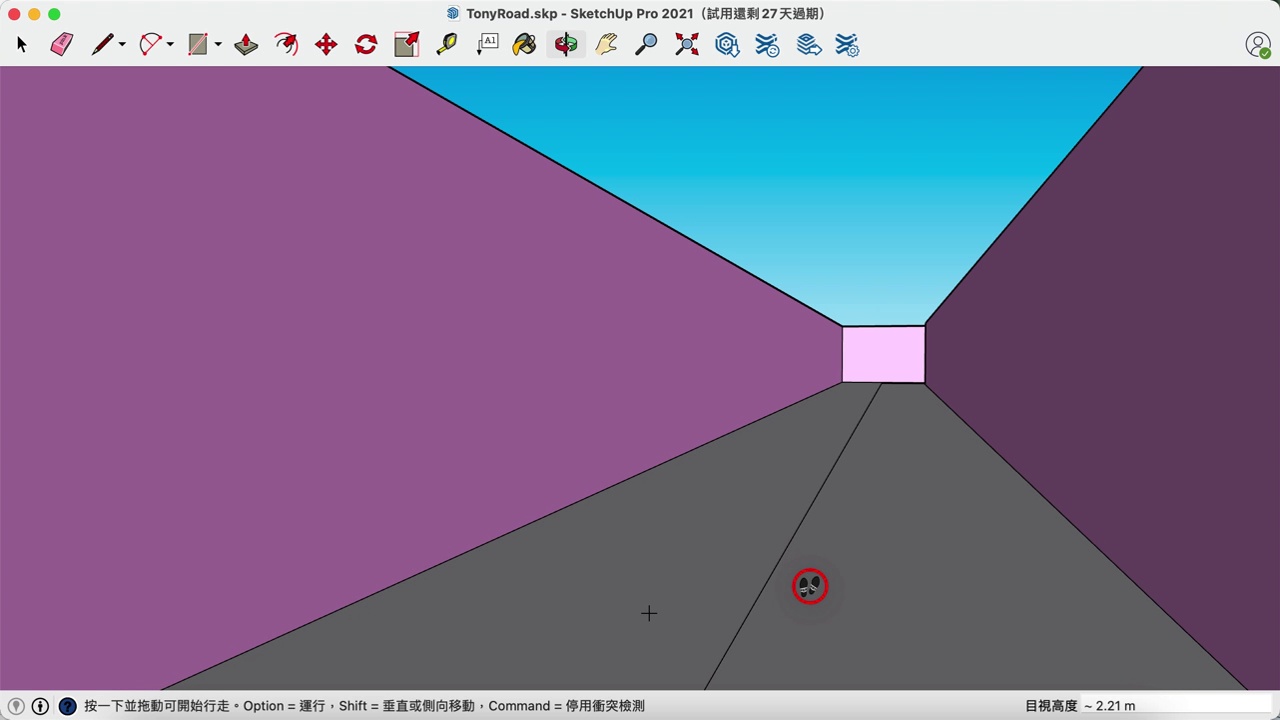 TonyRoad.skp - SketchUp Pro 2021（試用還剩 27 天過期）
A1
按一下並拖動可開始行走。Option = 運行，Shift = 垂直或側向移動，Command = 停用衝突檢測
目視高度 ~ 2.21 m